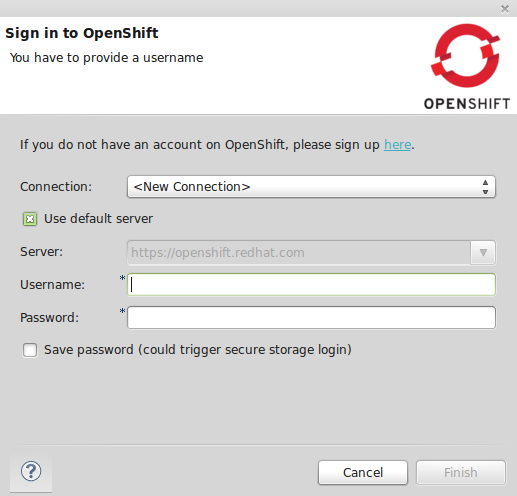 Sign in to OpenShift
You have to provide a username
OPENSHIFT
If you do not have an account on OpenShift, please sign up here.
Connection: <New Connection>
Use default server
Server: https://openshift.redhat.com
Username: *
Password: *
Save password (could trigger secure storage login)
? Cancel Finish